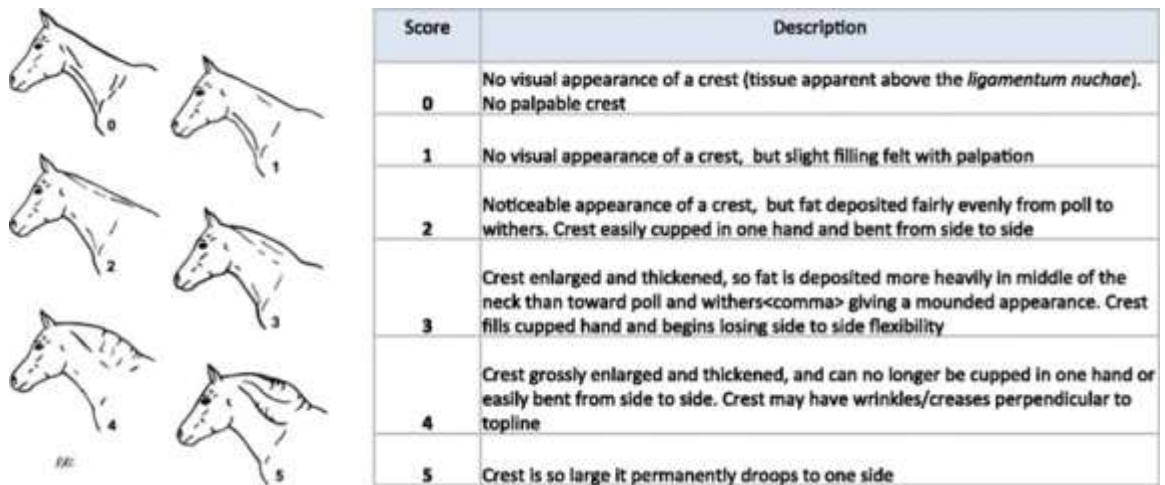 0
1
2
3
4
5
Score Description
No visual appearance of a crest (tissue apparent above the ligamentum nuchae).
0 No palpable crest
1 No visual appearance of a crest, but slight filling felt with palpation
Noticeable appearance of a crest, but fat deposited fairly evenly from poll to
2 withers. Crest easily cupped in one hand and bent from side to side
Crest enlarged and thickened, so fat is deposited more heavily in middle of the
neck than toward poll and withers<comma> giving a mounded appearance. Crest
3 fills cupped hand and begins losing side to side flexibility
Crest grossly enlarged and thickened, and can no longer be cupped in one hand or
easily bent from side to side. Crest may have wrinkles/creases perpendicular to
4 topline
5 Crest is so large it permanently droops to one side